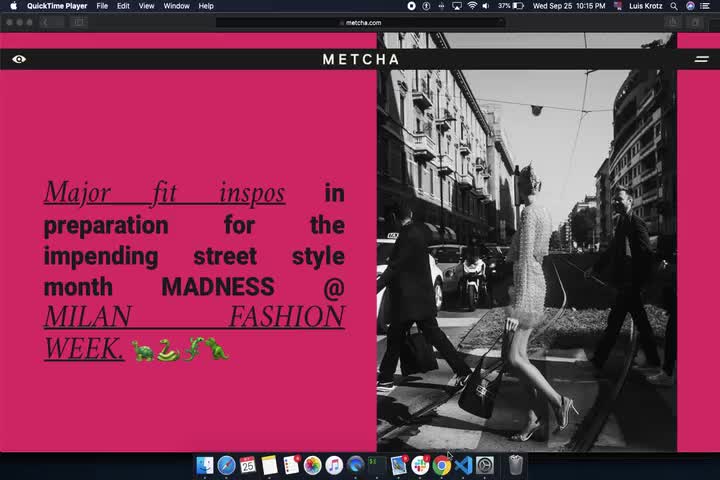 QuickTime Player File Edit View Window Help 37% Wed Sep 25 10:15 PM Luis Krotz
metcha.com
METCHA
Major fit inspos in
preparation for the
impending street style
month MADNESS @
MILAN FASHION
WEEK.
25